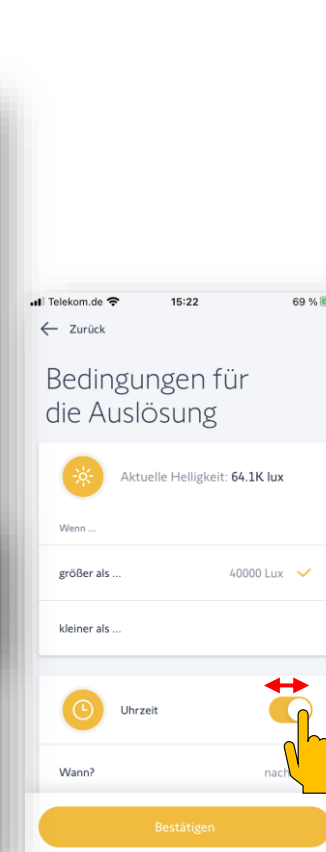 Telekom.de 15:22 69 %
Zurück
Bedingungen für
die Auslösung
Aktuelle Helligkeit: 64.1K lux
Wenn ...
größer als ... 40000 Lux
kleiner als ...
Uhrzeit
Wann?
Bestätigen